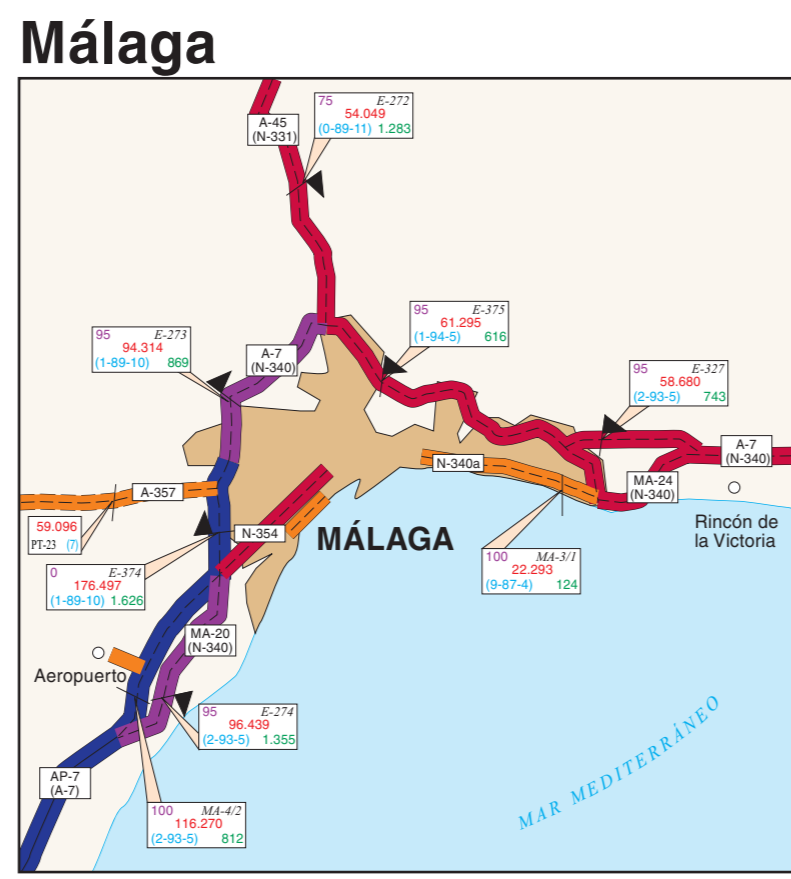 Málaga
75 E-272
54.049
(0-89-11) 1.283
A-45
(N-331)
95 E-375
61.295
(1-94-5) 616
95 E-273
94.314
(1-89-10) 869
A-7
(N-340)
95 E-327
58.680
(2-93-5) 743
A-7
(N-340)
N-340a
MA-24
(N-340)
A-357
Rincón de
la Victoria
59.096
PT-23 (7)
N-354
MÁLAGA
100 MA-3/1
22.293
(9-87-4) 124
0 E-374
176.497
(1-89-10) 1.626
MA-20
(N-340)
Aeropuerto
95 E-274
96.439
(2-93-5) 1.355
MAR MEDITERRÁNEO
AP-7
(A-7)
100 MA-4/2
116.270
(2-93-5) 812